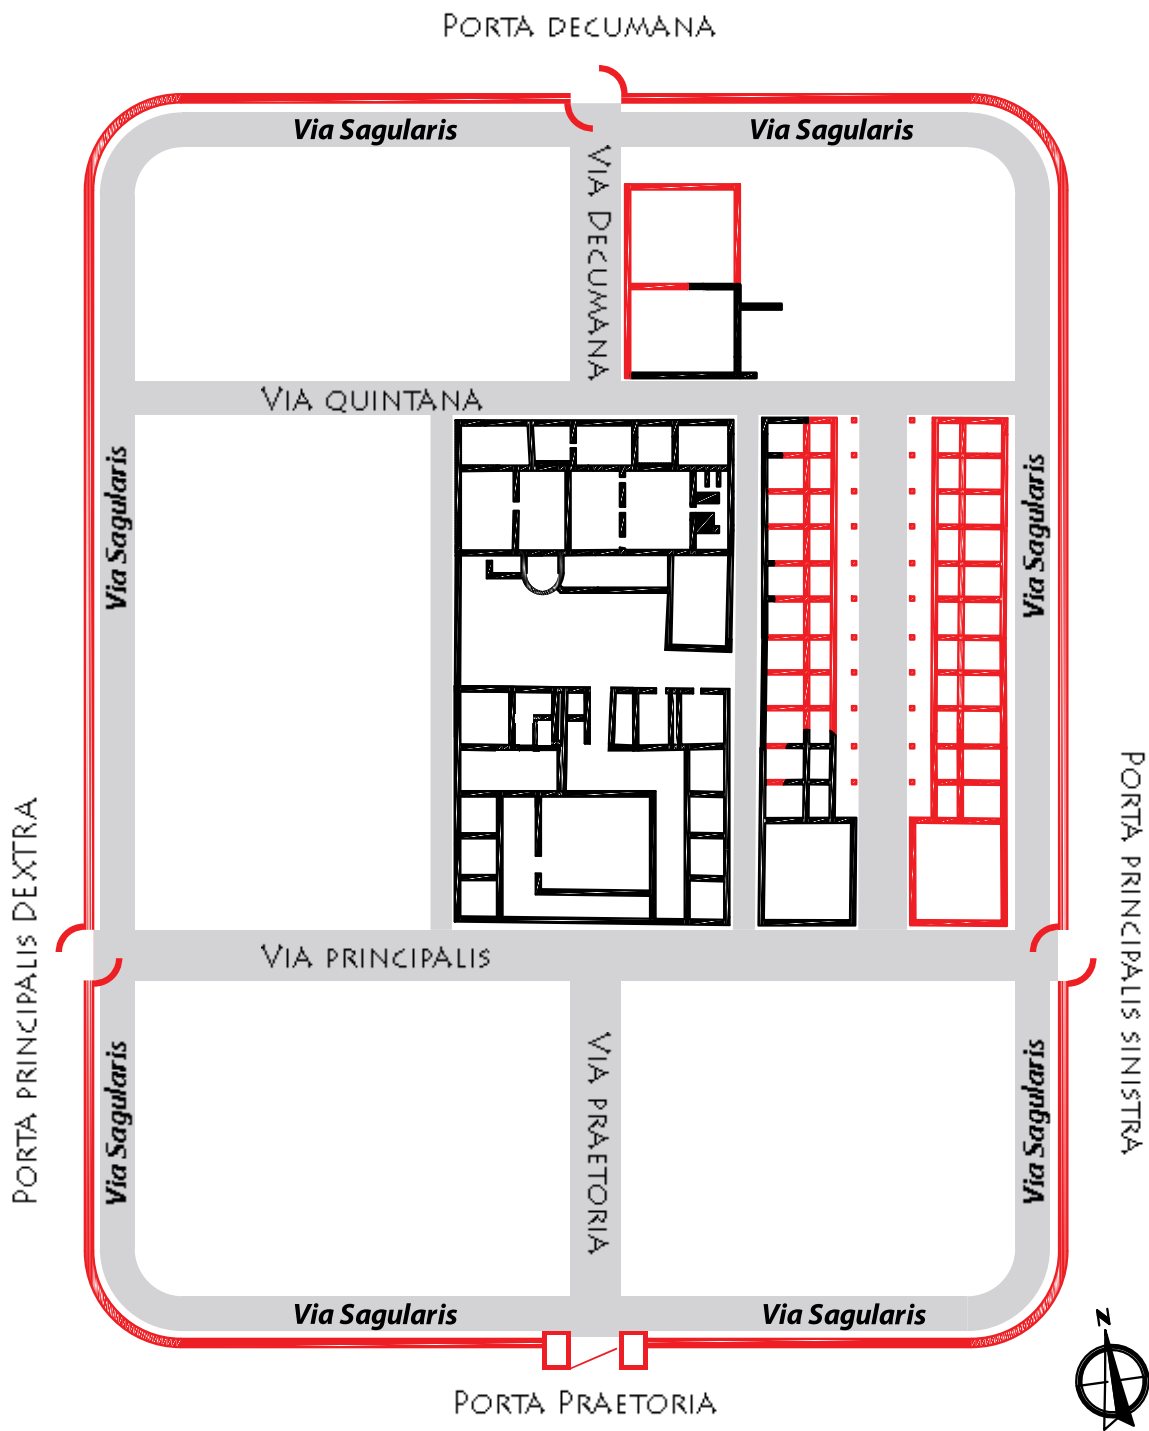 Porta decumana
Via Sagularis
Via Sagularis
Via Decumana
Via quintana
Via Sagularis
Via Sagularis
Porta principalis dextra
Porta principalis sinistra
Via principalis
Via praetoria
Via Sagularis
Via Sagularis
Via Sagularis
Via Sagularis
Porta Praetoria
N